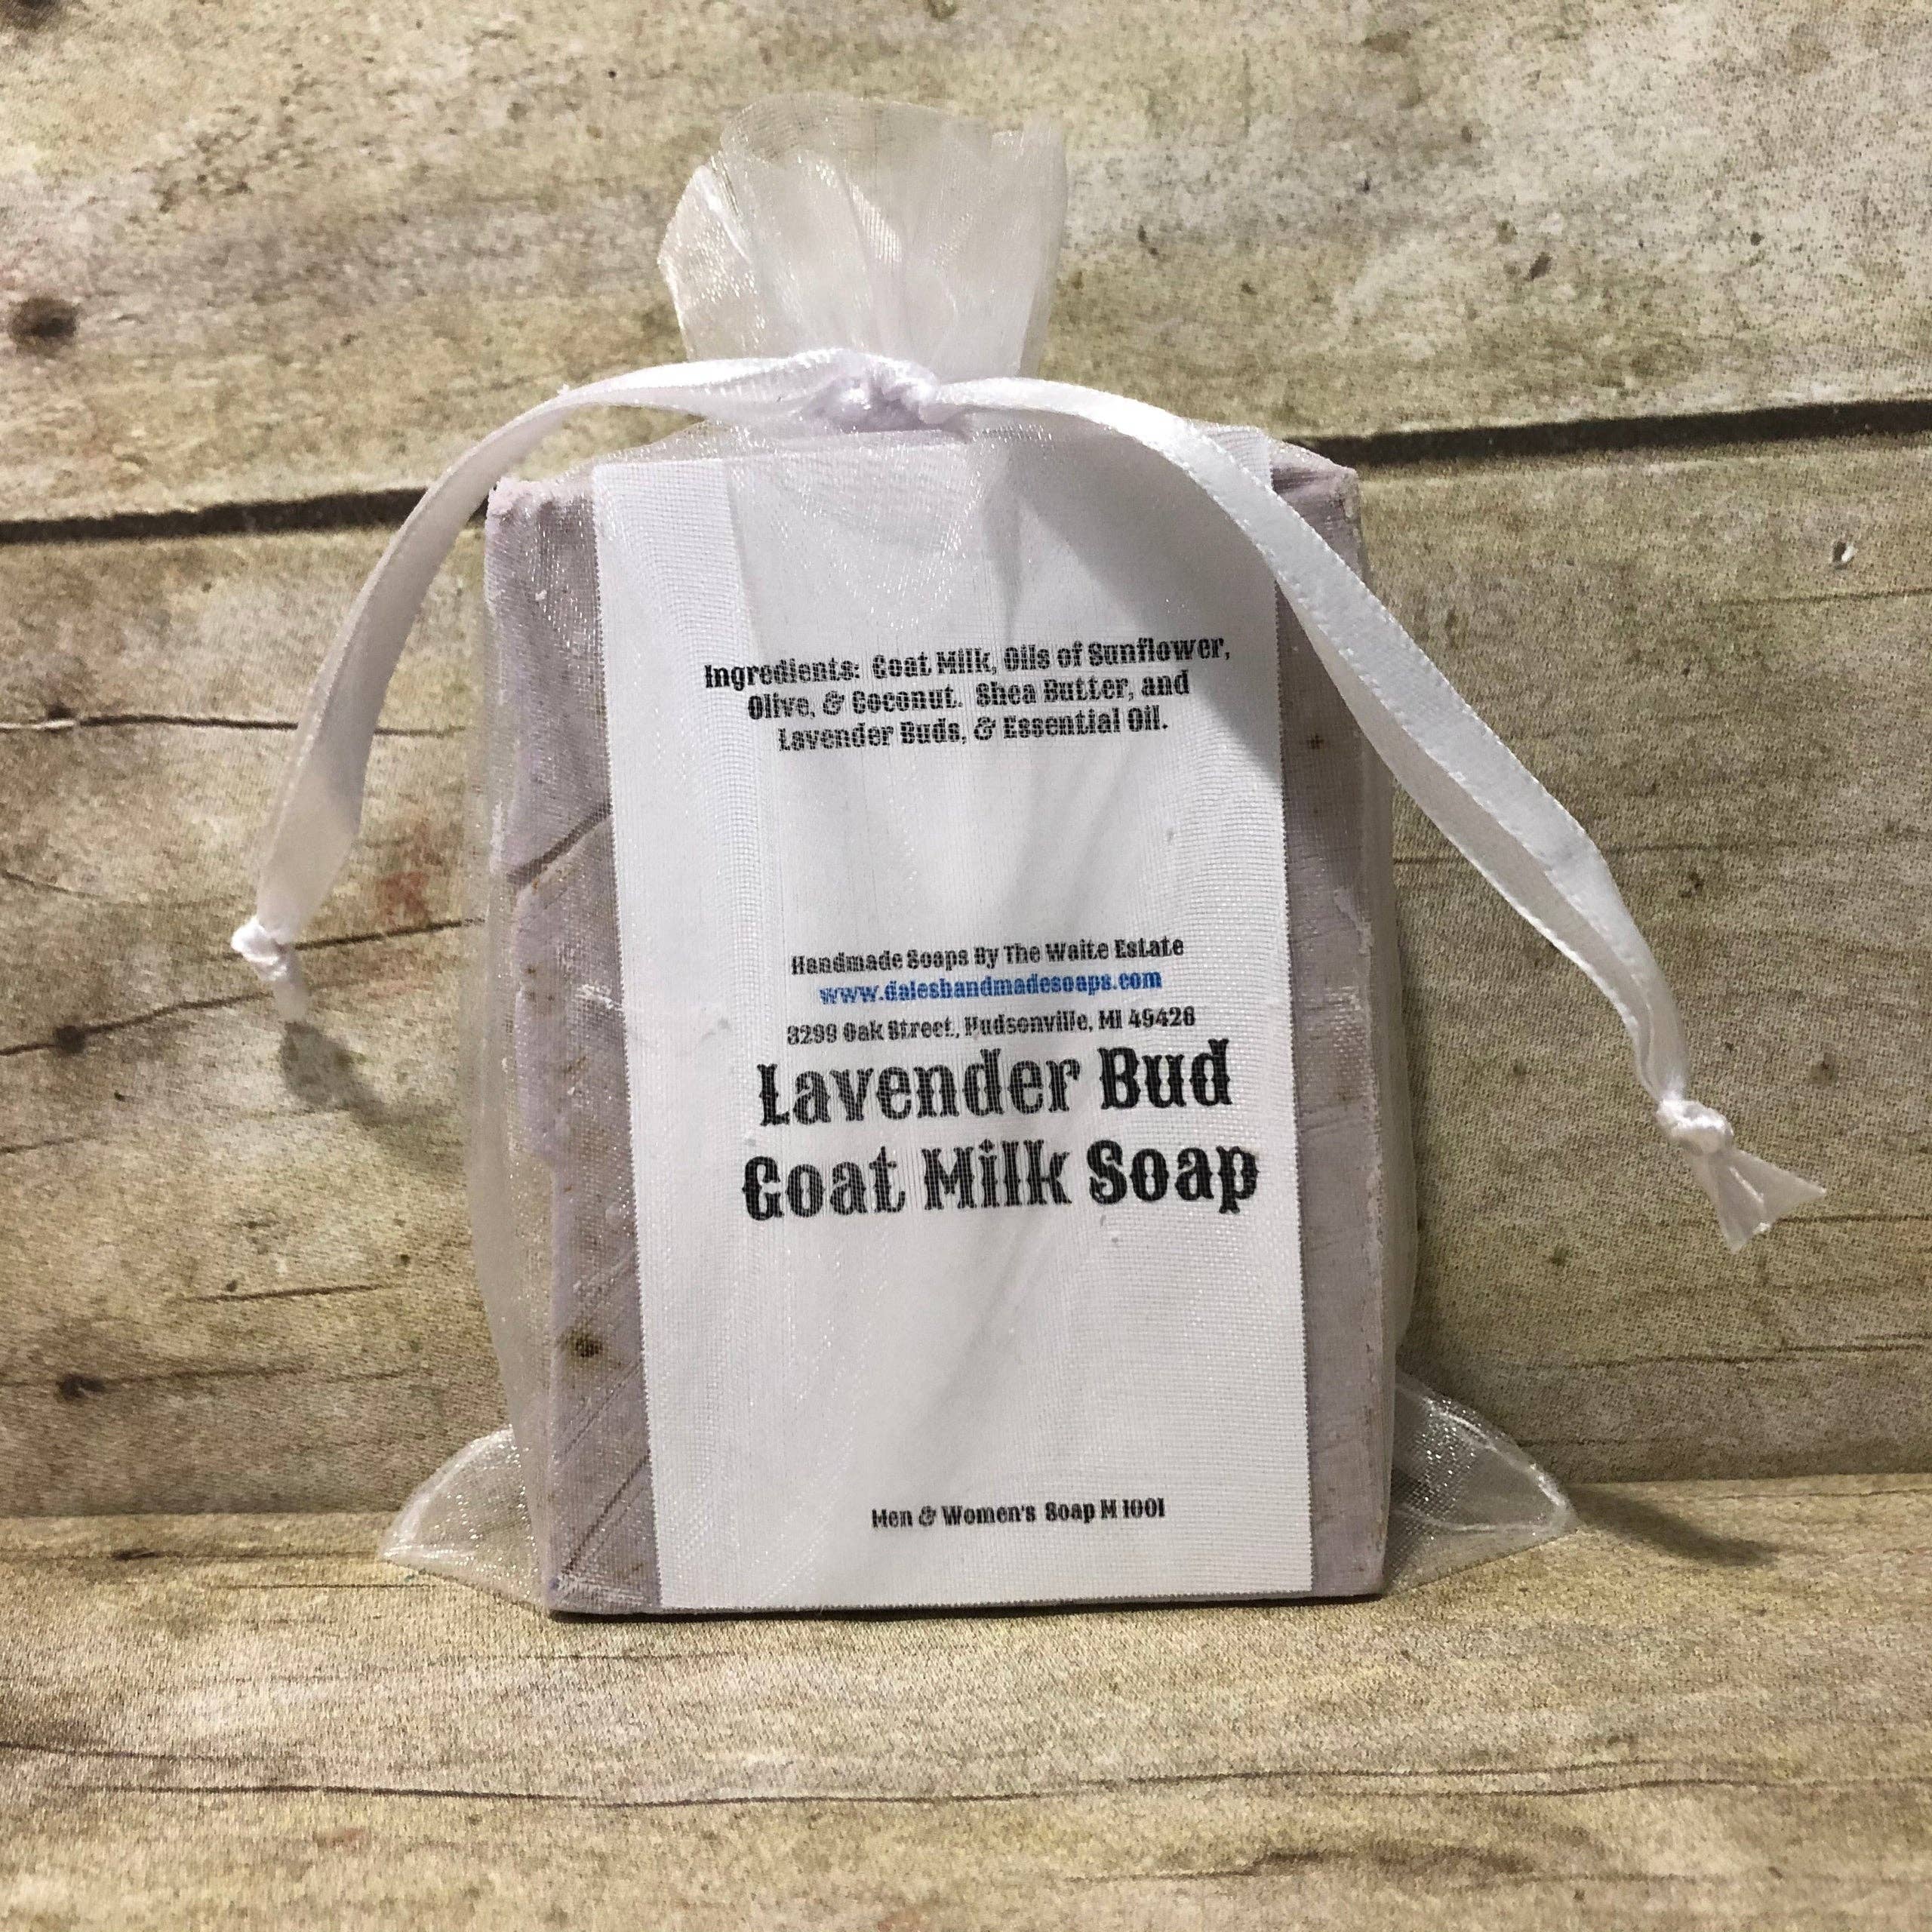 Ingredients: Goat Milk, Oils of Sunflower,
Olive, & Coconut. Shea Butter, and
Lavender Buds, & Essential Oil.
Handmade Soaps By The Waite Estate
www.daleshandmadesoaps.com
3299 Oak Street, Hudsonville, MI 49426
Lavender Bud
Goat Milk Soap
Men & Women's Soap M 1001